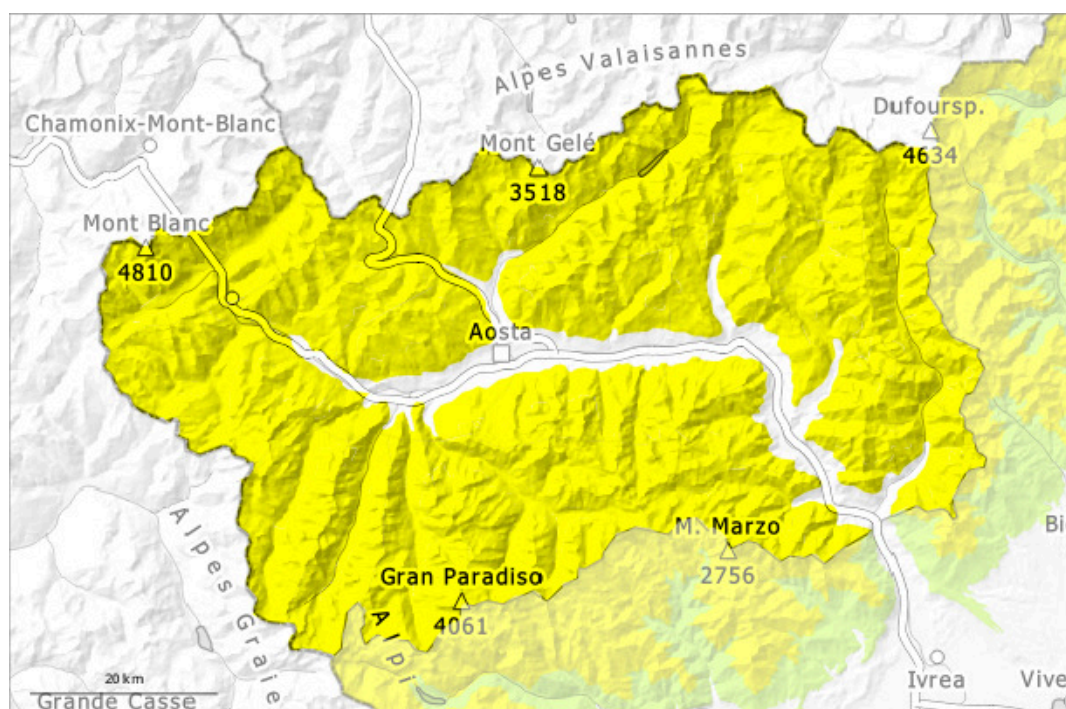 Alpes Valaisannes
Dufoursp.
4634
Chamonix-Mont-Blanc
Mont Gelé
3518
Mont Blanc
4810
Aosta
M. Marzo
2756
Bi
Gran Paradiso
4061
Alpes Graie
Alpi
20 km
Grande Casse
Ivrea
Vive